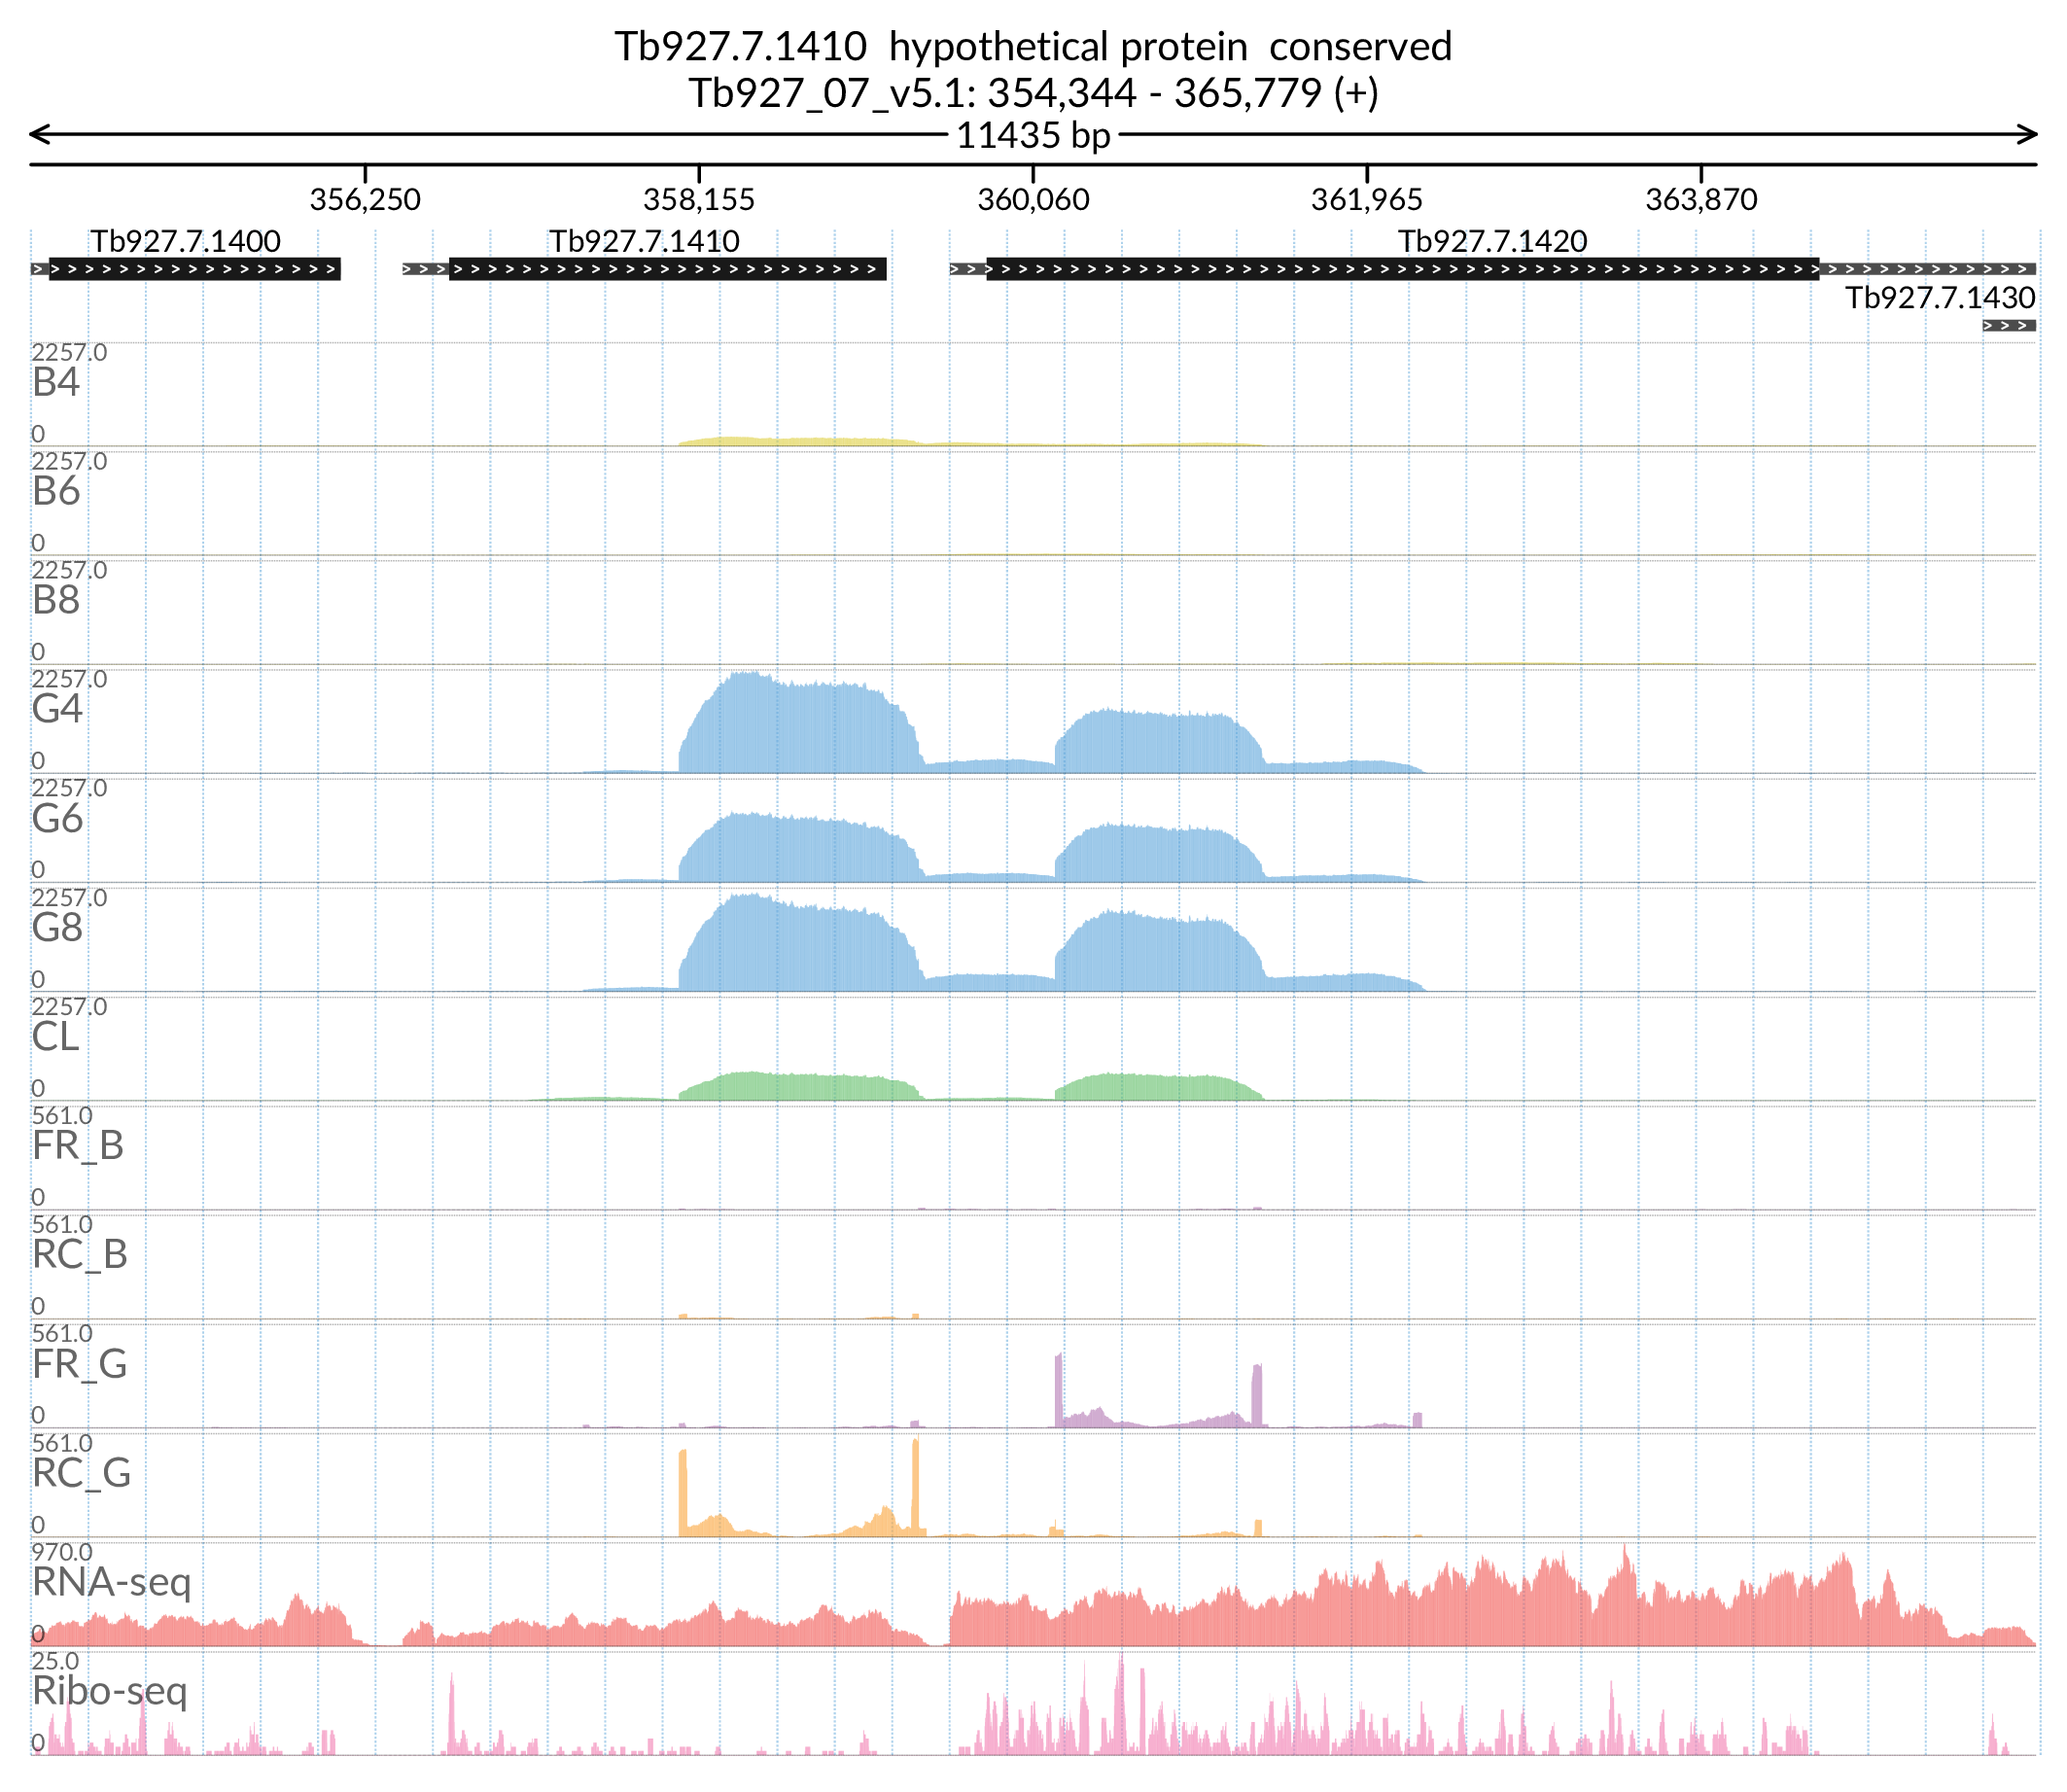 Tb927.7.1410 hypothetical protein conserved
Tb927_07_v5.1: 354,344 - 365,779 (+)
11435 bp
356,250 358,155 360,060 361,965 363,870
Tb927.7.1400 Tb927.7.1410 Tb927.7.1420
Tb927.7.1430
2257.0
B4
0
2257.0
B6
0
2257.0
B8
0
2257.0
G4
0
2257.0
G6
0
2257.0
G8
0
2257.0
CL
0
561.0
FR_B
0
561.0
RC_B
0
561.0
FR_G
0
561.0
RC_G
0
970.0
RNA-seq
0
25.0
Ribo-seq
0